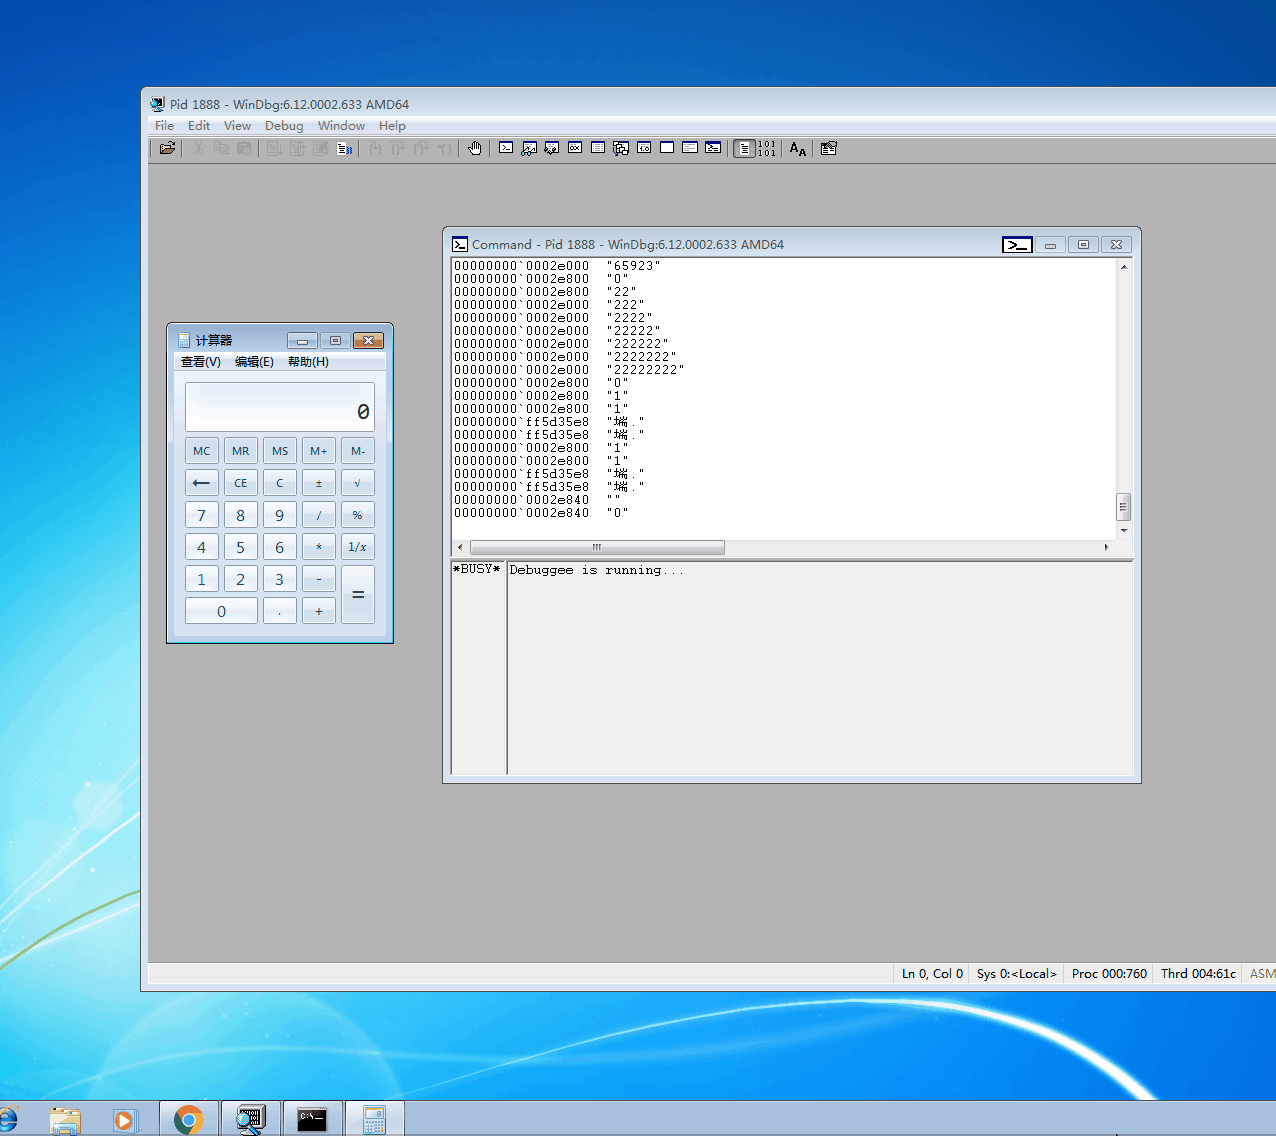 Pid 1888 - WinDbg:6.12.0002.633 AMD64
File Edit View Debug Window Help
Command - Pid 1888 - WinDbg:6.12.0002.633 AMD64
00000000`0002e000 "65923"
00000000`0002e800 "0"
00000000`0002e800 "22"
00000000`0002e000 "222"
00000000`0002e000 "2222"
00000000`0002e000 "22222"
00000000`0002e000 "222222"
00000000`0002e000 "2222222"
00000000`0002e000 "22222222"
00000000`0002e800 "0"
00000000`0002e800 "1"
00000000`0002e800 "1"
00000000`ff5d35e8 "堦."
00000000`ff5d35e8 "堦."
00000000`0002e800 "1"
00000000`0002e800 "1"
00000000`ff5d35e8 "堦."
00000000`ff5d35e8 "堦."
00000000`0002e840 ""
00000000`0002e840 "0"
*BUSY* Debuggee is running...
计算器
查看(V) 编辑(E) 帮助(H)
0
MC MR MS M+ M-
← CE C ± √
7 8 9 / %
4 5 6 * 1/x
1 2 3 - =
0 . +
Ln 0, Col 0 Sys 0:<Local> Proc 000:760 Thrd 004:61c ASM